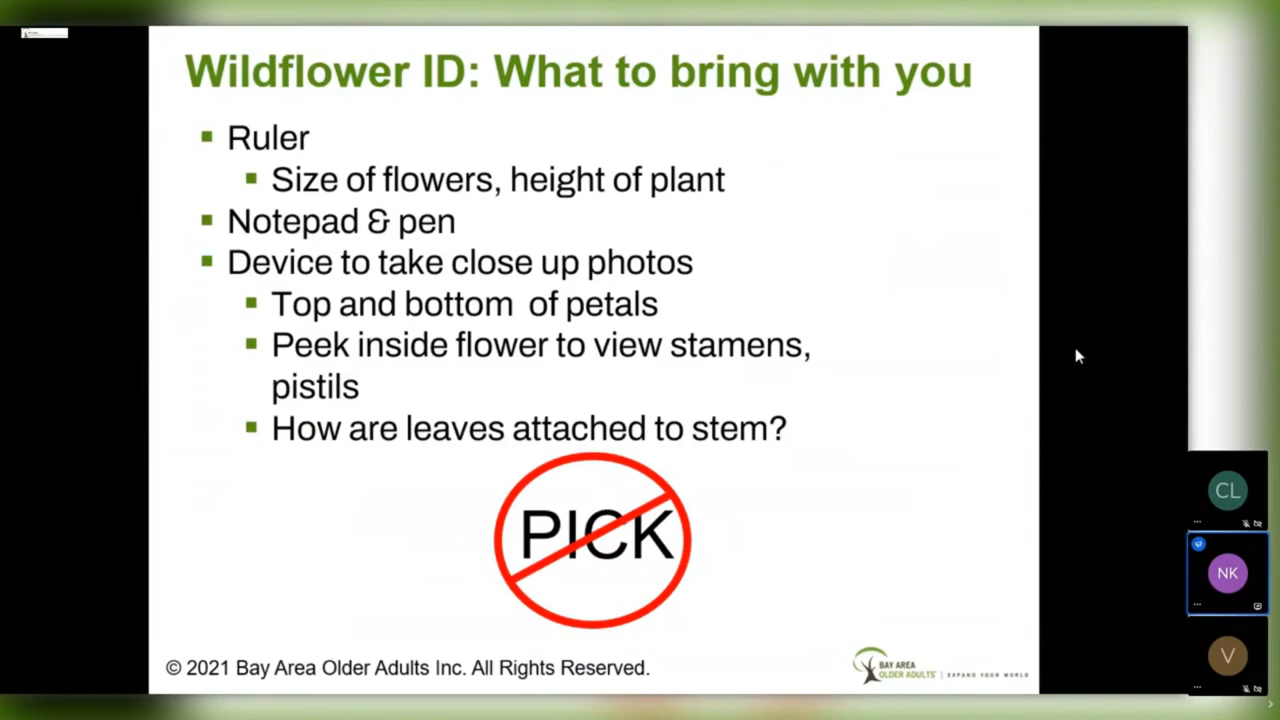 Wildflower ID: What to bring with you
Ruler
Size of flowers, height of plant
Notepad & pen
Device to take close up photos
Top and bottom of petals
Peek inside flower to view stamens,
pistils
How are leaves attached to stem?
PICK
CL
NK
V
© 2021 Bay Area Older Adults Inc. All Rights Reserved.
BAY AREA
OLDER ADULTS | EXPAND YOUR WORLD